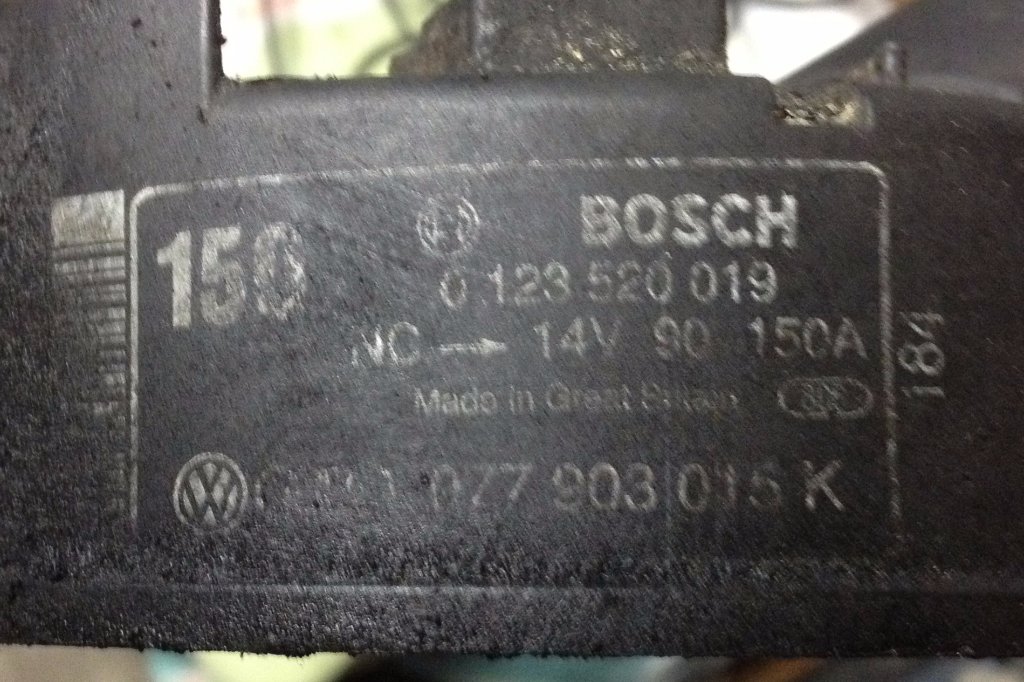 150
BOSCH
0 123 520 019
NC 14V 90 150A
Made in Great Britain
184
077 903 015 K